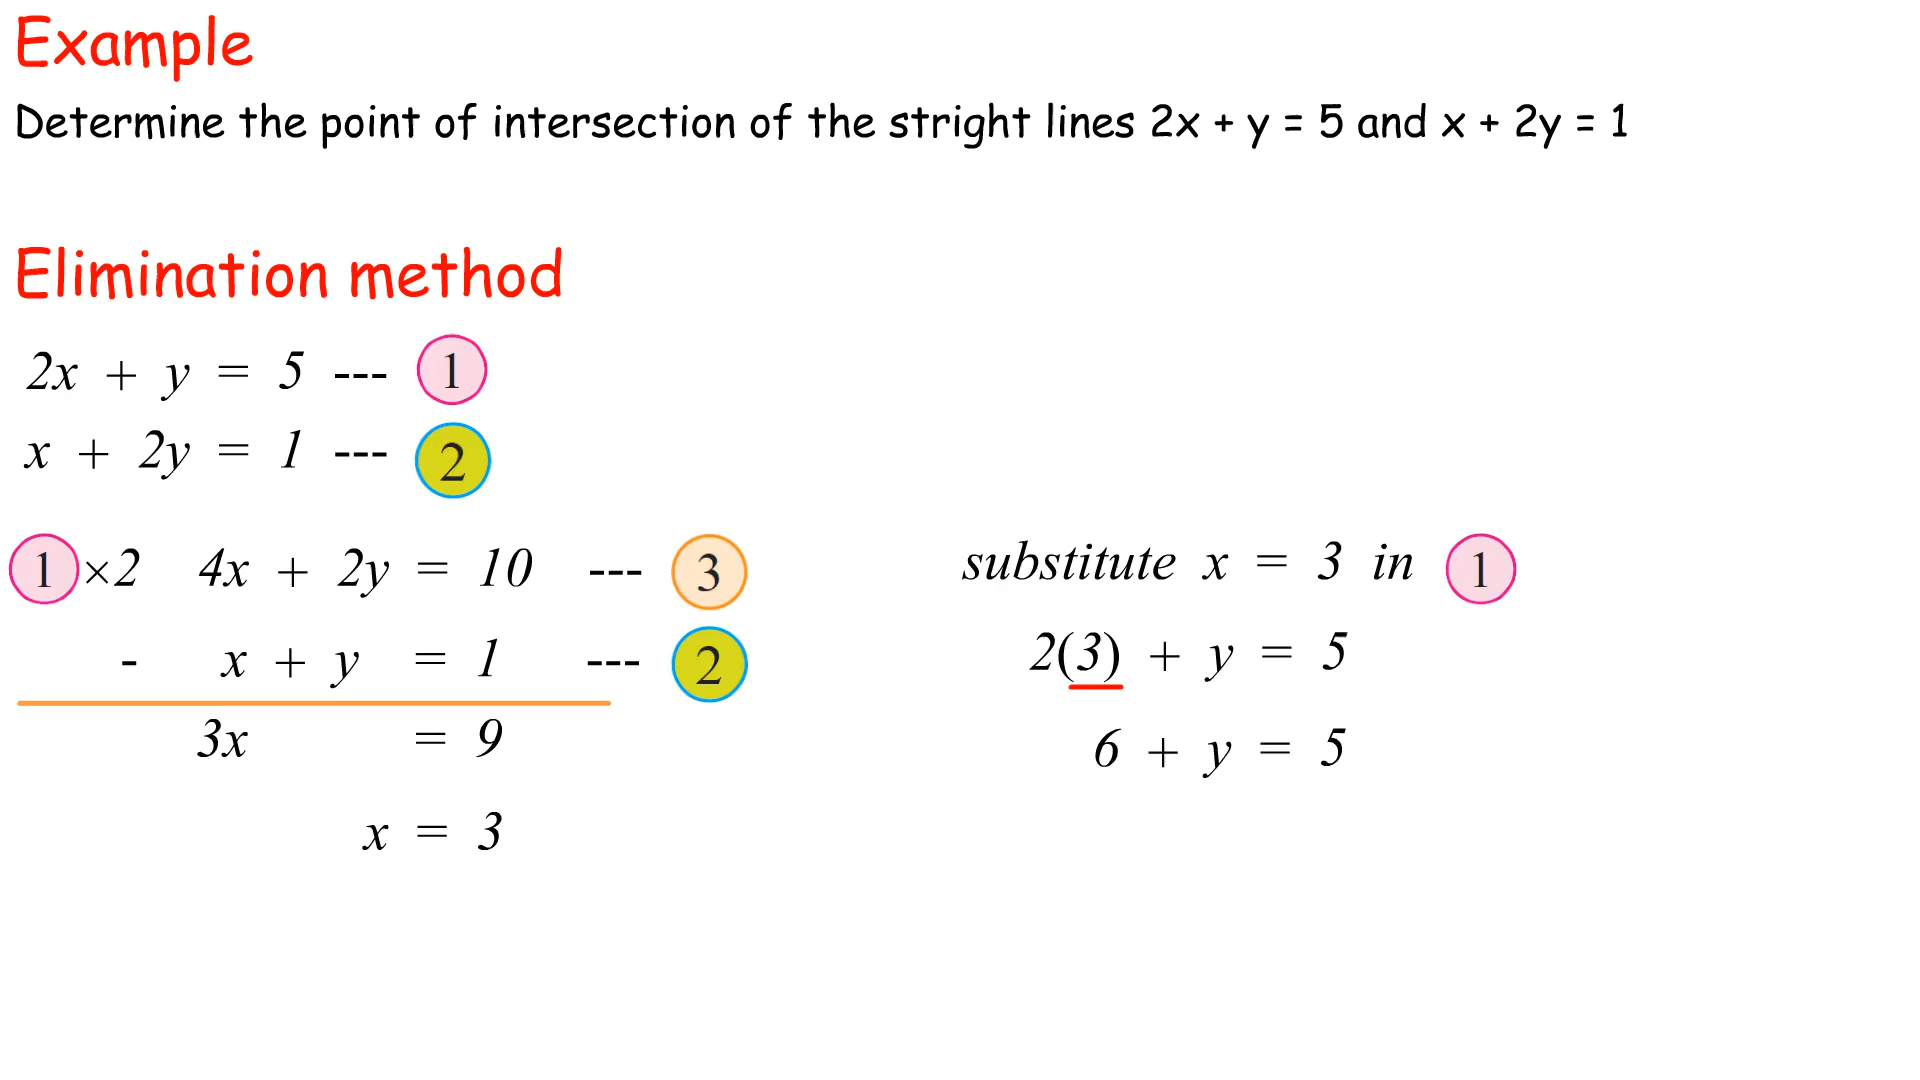 Example
Determine the point of intersection of the stright lines 2x + y = 5 and x + 2y = 1
Elimination method
2x + y = 5 --- 1
x + 2y = 1 --- 2
1 ×2 4x + 2y = 10 --- 3
- x + y = 1 --- 2
3x = 9
x = 3
substitute x = 3 in 1
2(3) + y = 5
6 + y = 5